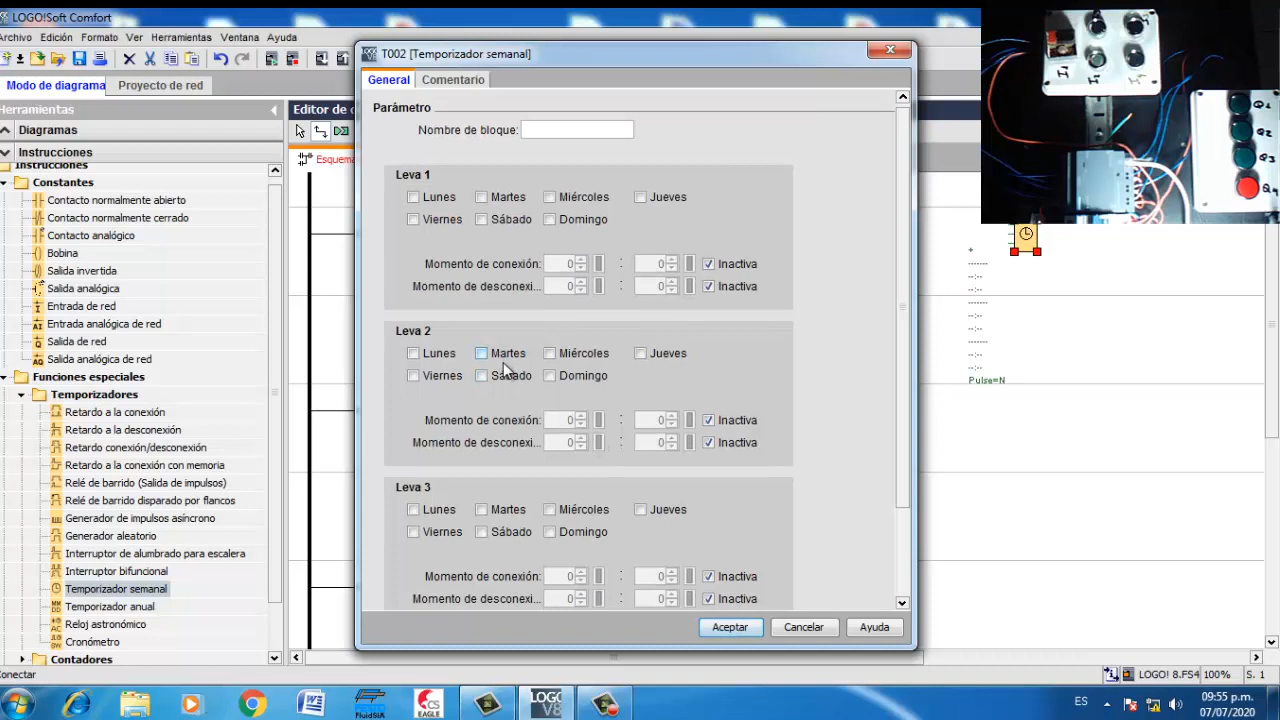 LOGO!Soft Comfort
Archivo Edición Formato Ver Herramientas Ventana Ayuda
Modo de diagrama Proyecto de red
Herramientas
Diagramas
Instrucciones
Instrucciones
Constantes
Contacto normalmente abierto
Contacto normalmente cerrado
Contacto analógico
Bobina
Salida invertida
Salida analógica
Entrada de red
Entrada analógica de red
Salida de red
Salida analógica de red
Funciones especiales
Temporizadores
Retardo a la conexión
Retardo a la desconexión
Retardo conexión/desconexión
Retardo a la conexión con memoria
Relé de barrido (Salida de impulsos)
Relé de barrido disparado por flancos
Generador de impulsos asíncrono
Generador aleatorio
Interruptor de alumbrado para escalera
Interruptor bifuncional
Temporizador semanal
Temporizador anual
Reloj astronómico
Cronómetro
Contadores
Conectar
Editor de d
Esquema
T002 [Temporizador semanal]
General Comentario
Parámetro
Nombre de bloque:
Leva 1
Lunes Martes Miércoles Jueves
Viernes Sábado Domingo
Momento de conexión: 0 : 0 Inactiva
Momento de desconexi... 0 : 0 Inactiva
Leva 2
Lunes Martes Miércoles Jueves
Viernes Sábado Domingo
Momento de conexión: 0 : 0 Inactiva
Momento de desconexi... 0 : 0 Inactiva
Leva 3
Lunes Martes Miércoles Jueves
Viernes Sábado Domingo
Momento de conexión: 0 : 0 Inactiva
Momento de desconexi... 0 : 0 Inactiva
Aceptar Cancelar Ayuda
+
-------
--:--
--:--
-------
--:--
--:--
-------
--:--
--:--
Pulse=N
LOGO! 8.FS4 100% S. 1
FluidSIM EAGLE LOGO V8
ES 09:55 p.m.
07/07/2020